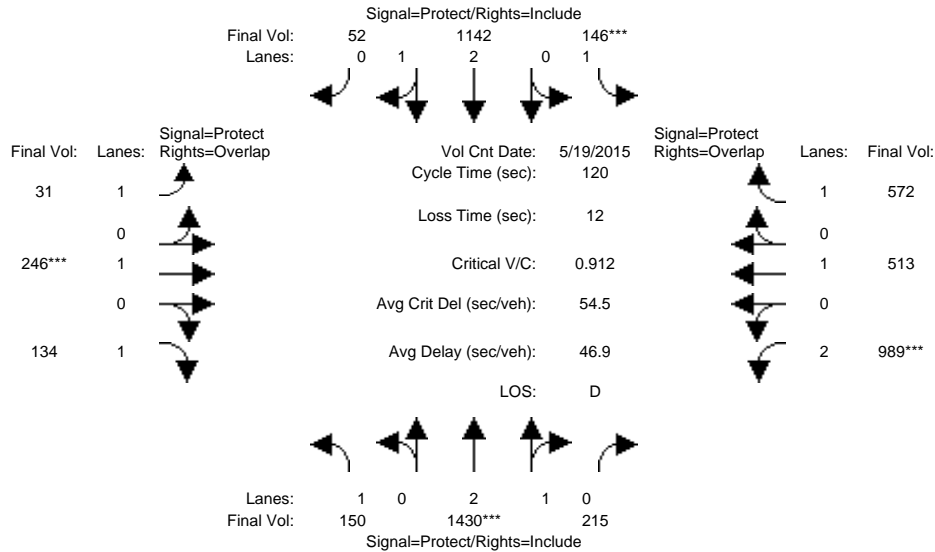 Signal=Protect/Rights=Include
Final Vol: 52 1142 146***
Lanes: 0 1 2 0 1
Signal=Protect Signal=Protect
Final Vol: Lanes: Rights=Overlap Vol Cnt Date: 5/19/2015 Rights=Overlap Lanes: Final Vol:
Cycle Time (sec): 120
31 1 1 572
Loss Time (sec): 12
0 0
246*** 1 Critical V/C: 0.912 1 513
0 Avg Crit Del (sec/veh): 54.5 0
134 1 Avg Delay (sec/veh): 46.9 2 989***
LOS: D
Lanes: 1 0 2 1 0
Final Vol: 150 1430*** 215
Signal=Protect/Rights=Include